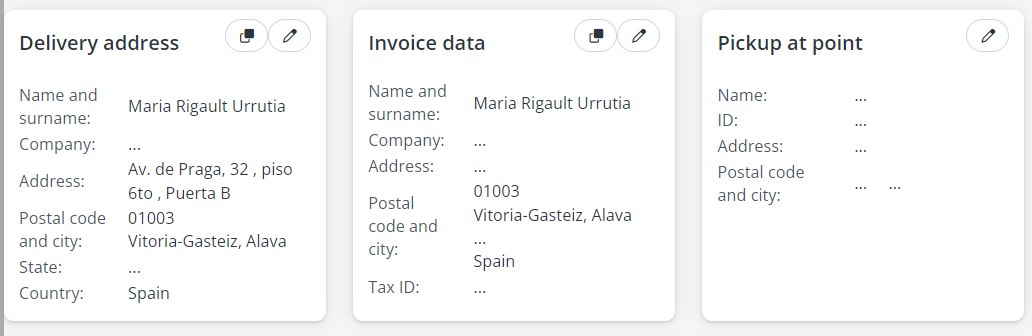 Delivery address
Name and surname: Maria Rigault Urrutia
Company: ...
Address: Av. de Praga, 32 , piso
6to , Puerta B
Postal code and city: 01003
Vitoria-Gasteiz, Alava
State: ...
Country: Spain
Invoice data
Name and surname: Maria Rigault Urrutia
Company: ...
Address: ...
Postal code and city: 01003
Vitoria-Gasteiz, Alava
...
Spain
Tax ID: ...
Pickup at point
Name: ...
ID: ...
Address: ...
Postal code and city: ... ...